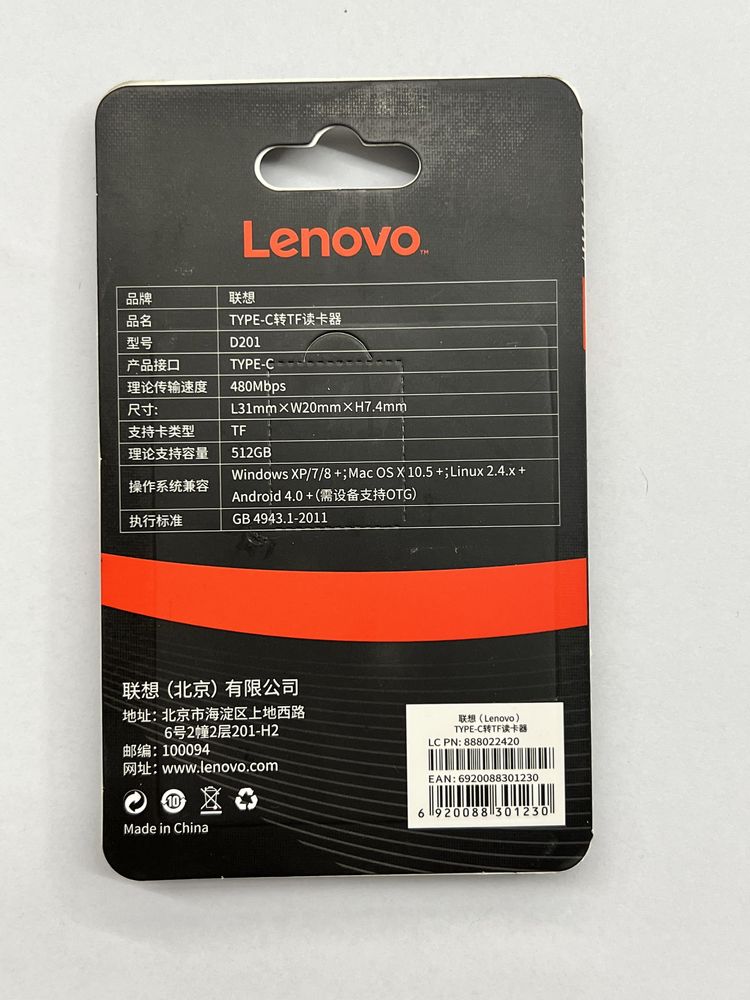 Lenovo™
品牌 联想
品名 TYPE-C转TF读卡器
型号 D201
产品接口 TYPE-C
理论传输速度 480Mbps
尺寸: L31mm×W20mm×H7.4mm
支持卡类型 TF
理论支持容量 512GB
操作系统兼容 Windows XP/7/8 +;Mac OS X 10.5 +;Linux 2.4.x +
Android 4.0 +(需设备支持OTG)
执行标准 GB 4943.1-2011
联想（北京）有限公司
地址: 北京市海淀区上地西路
6号2幢2层201-H2
邮编: 100094
网址: www.lenovo.com
10
Made in China
联想（Lenovo）
TYPE-C转TF读卡器
LC PN: 888022420
EAN: 6920088301230
6 920088 301230